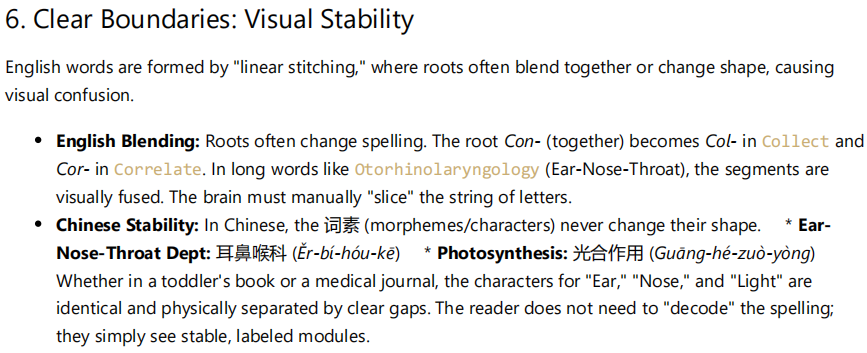 6. Clear Boundaries: Visual Stability
English words are formed by "linear stitching," where roots often blend together or change shape, causing
visual confusion.
• English Blending: Roots often change spelling. The root Con- (together) becomes Col- in Collect and
Cor- in Correlate. In long words like Otorhinolaryngology (Ear-Nose-Throat), the segments are
visually fused. The brain must manually "slice" the string of letters.
• Chinese Stability: In Chinese, the 词素 (morphemes/characters) never change their shape. * Ear-
Nose-Throat Dept: 耳鼻喉科 (Ěr-bí-hóu-kē) * Photosynthesis: 光合作用 (Guāng-hé-zuò-yòng)
Whether in a toddler's book or a medical journal, the characters for "Ear," "Nose," and "Light" are
identical and physically separated by clear gaps. The reader does not need to "decode" the spelling;
they simply see stable, labeled modules.